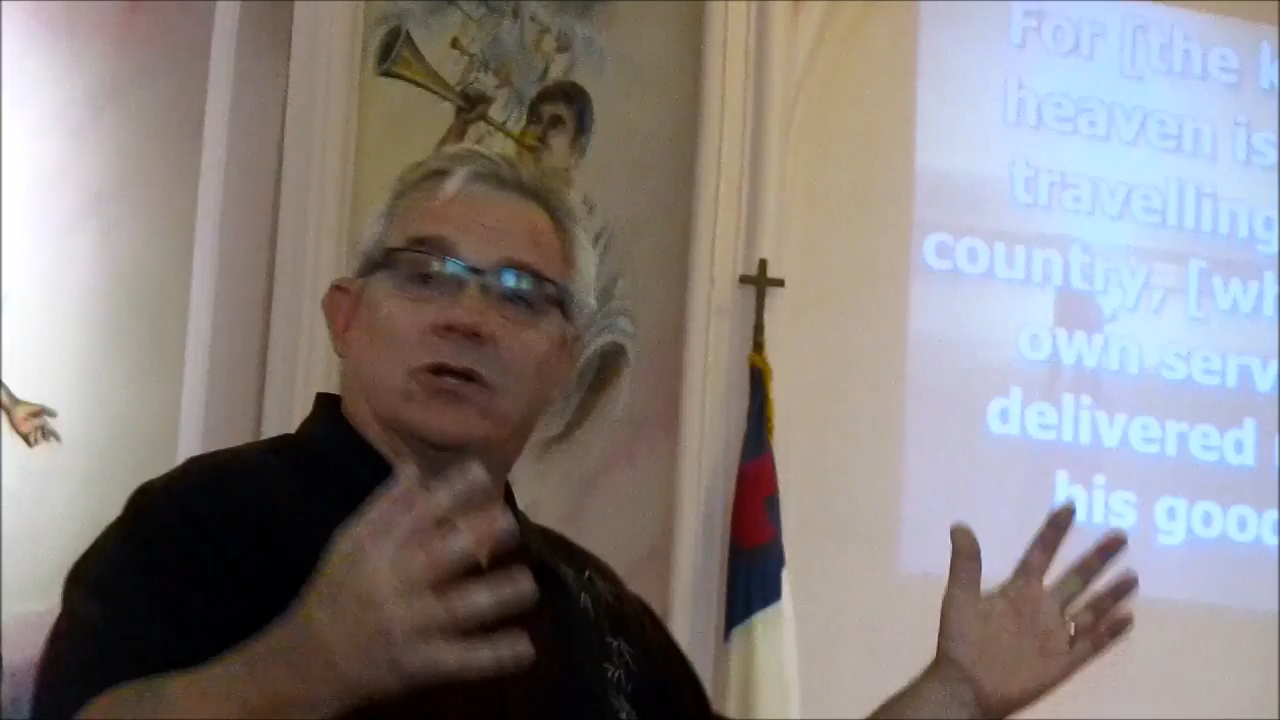 For [the
heaven is
travelling
country, [wh
own serv
delivered
his good